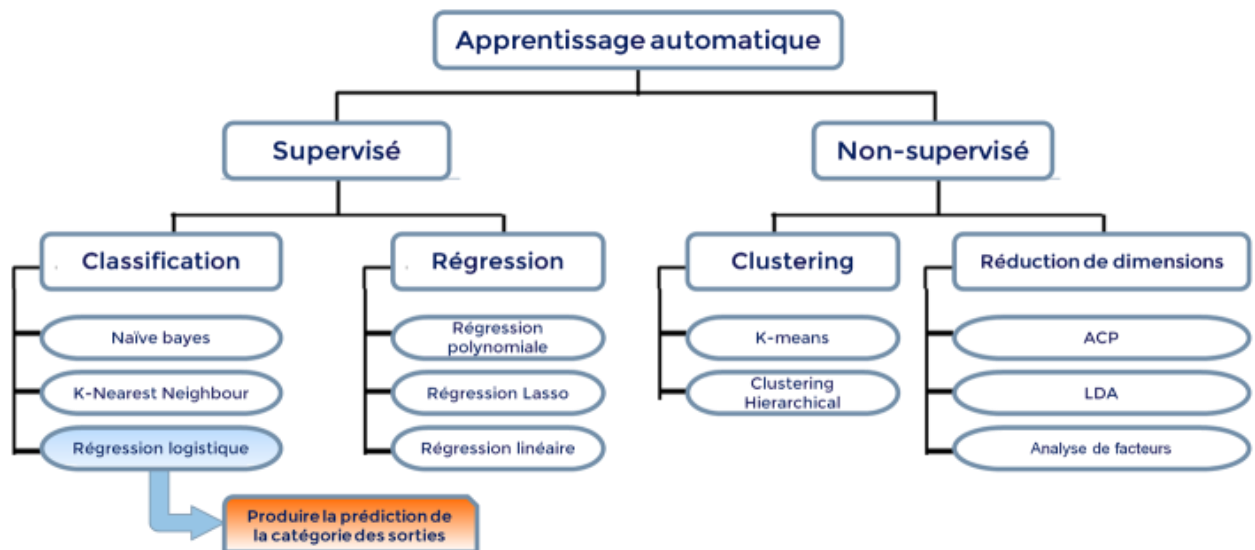 Apprentissage automatique
Supervisé
Non-supervisé
Classification
Régression
Clustering
Réduction de dimensions
Naïve bayes
K-Nearest Neighbour
Régression logistique
Régression
polynomiale
Régression Lasso
Régression linéaire
K-means
Clustering
Hierarchical
ACP
LDA
Analyse de facteurs
Produire la prédiction de
la catégorie des sorties